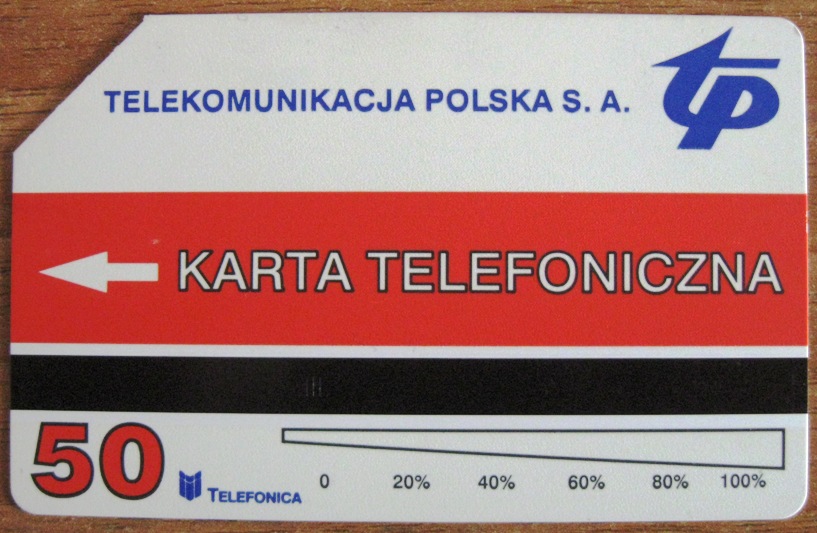 TELEKOMUNIKACJA POLSKA S. A.
tp
KARTA TELEFONICZNA
50
TELEFONICA
0 20% 40% 60% 80% 100%